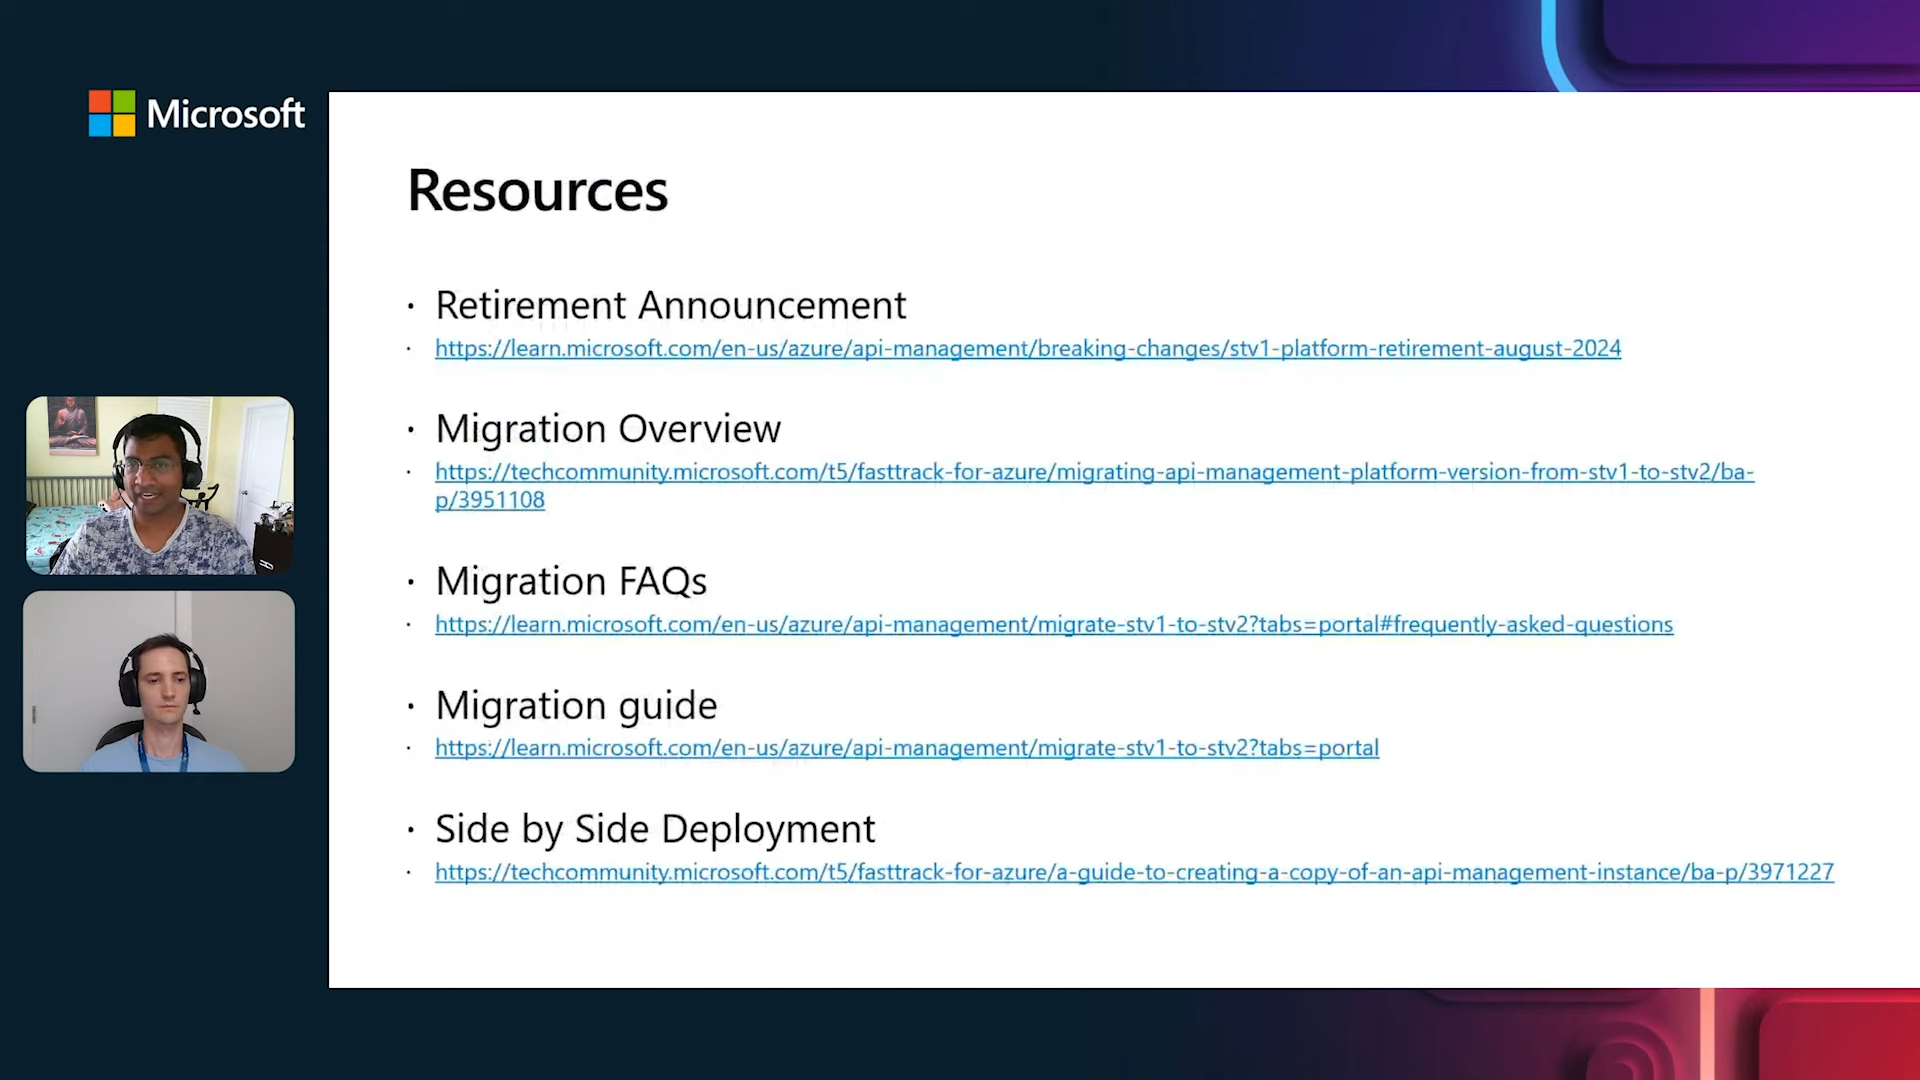 Microsoft
Resources
· Retirement Announcement
· https://learn.microsoft.com/en-us/azure/api-management/breaking-changes/stv1-platform-retirement-august-2024
· Migration Overview
· https://techcommunity.microsoft.com/t5/fasttrack-for-azure/migrating-api-management-platform-version-from-stv1-to-stv2/ba-
p/3951108
· Migration FAQs
· https://learn.microsoft.com/en-us/azure/api-management/migrate-stv1-to-stv2?tabs=portal#frequently-asked-questions
· Migration guide
· https://learn.microsoft.com/en-us/azure/api-management/migrate-stv1-to-stv2?tabs=portal
· Side by Side Deployment
· https://techcommunity.microsoft.com/t5/fasttrack-for-azure/a-guide-to-creating-a-copy-of-an-api-management-instance/ba-p/3971227